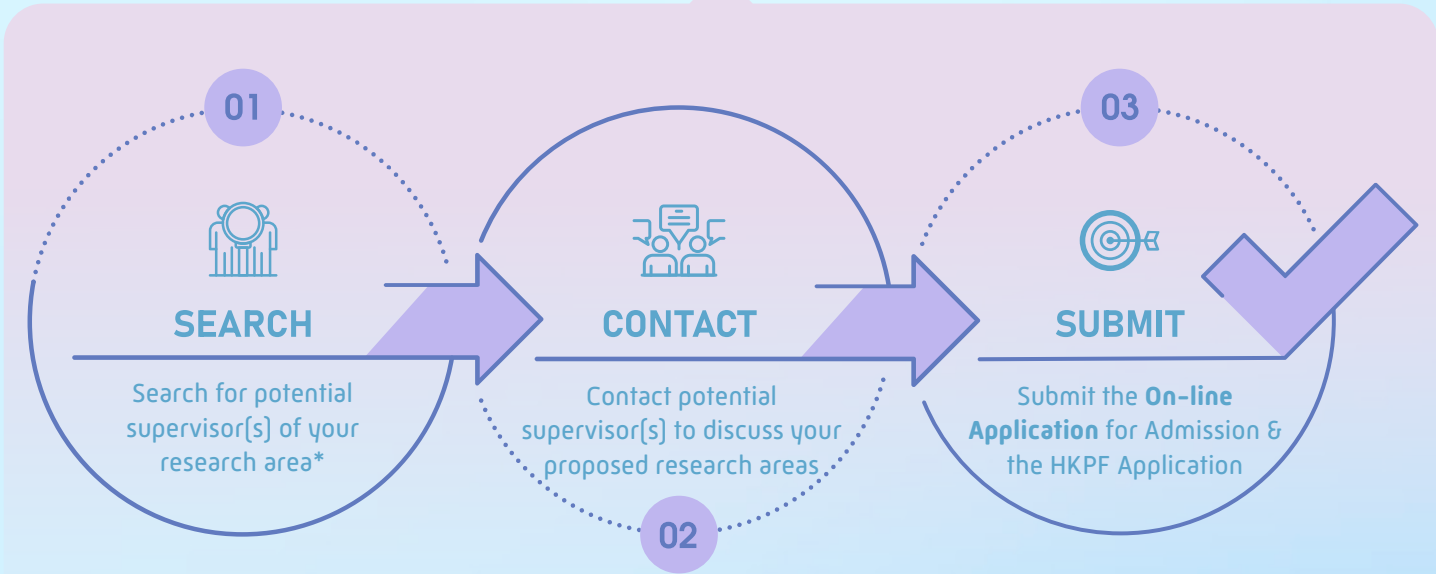 01
SEARCH
Search for potential
supervisor(s) of your
research area*
CONTACT
Contact potential
supervisor(s) to discuss your
proposed research areas
02
03
SUBMIT
Submit the On-line
Application for Admission &
the HKPF Application